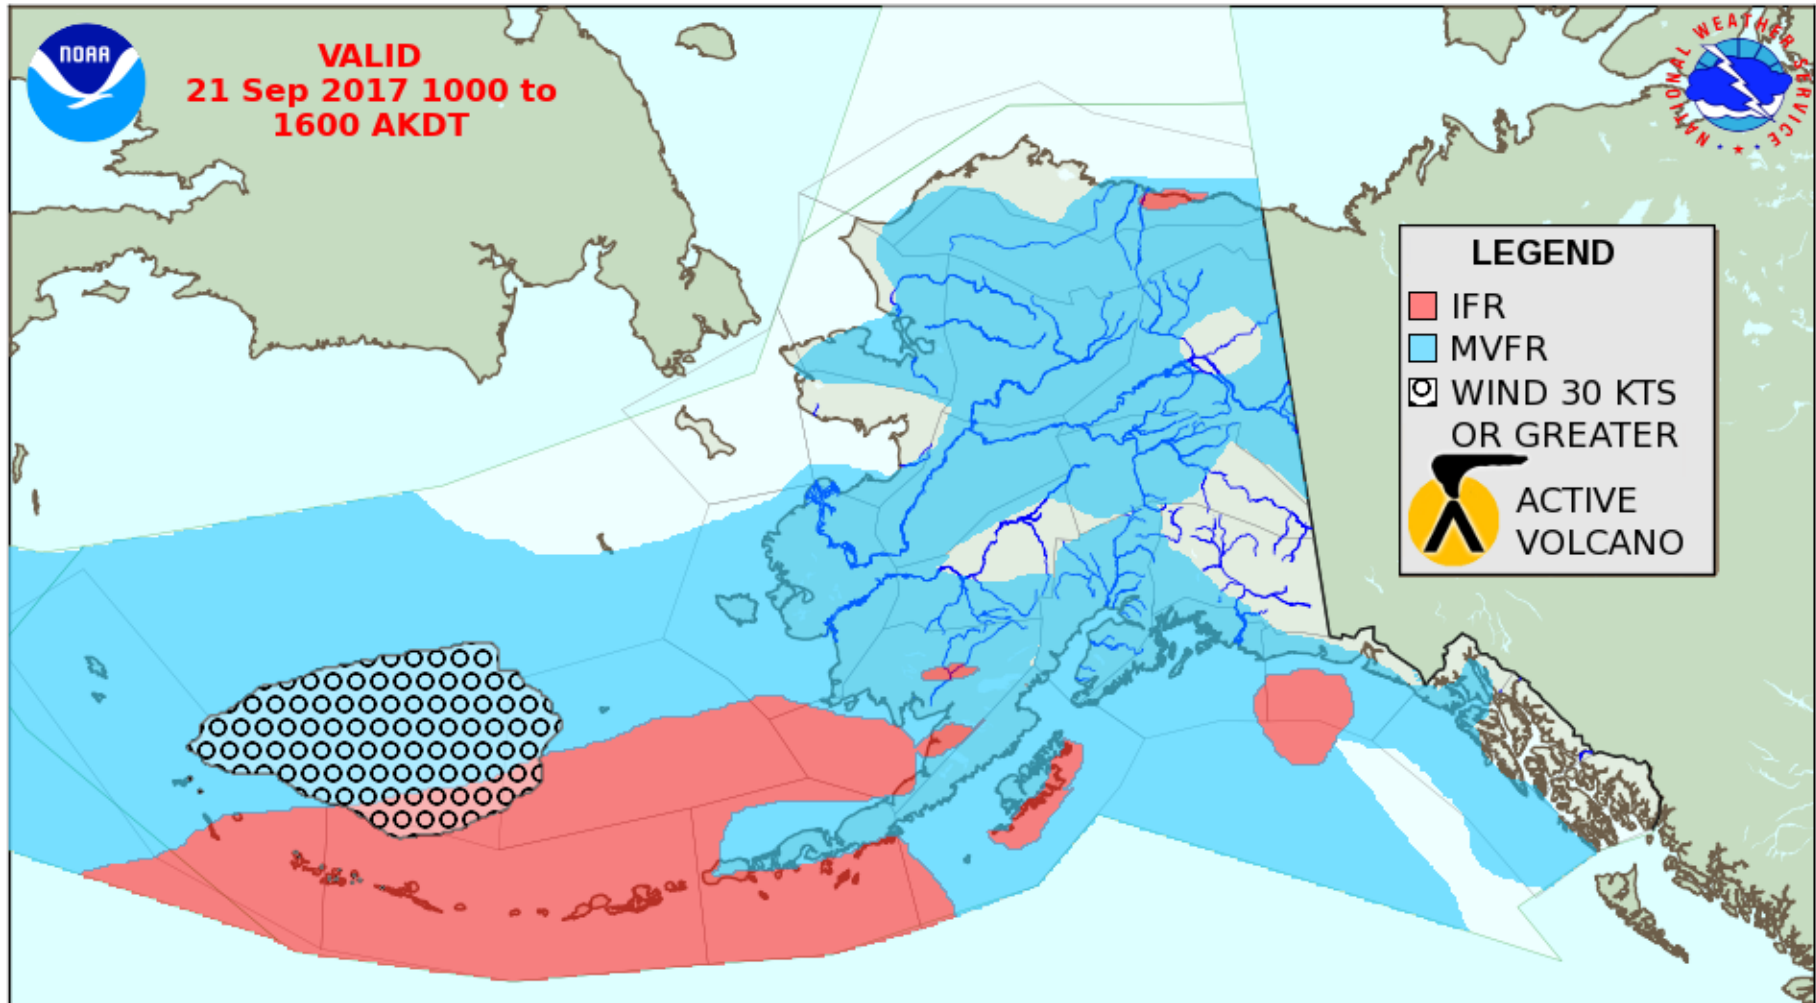 NOAA
VALID
21 Sep 2017 1000 to
1600 AKDT
NATIONAL WEATHER SERVICE
LEGEND
IFR
MVFR
WIND 30 KTS
OR GREATER
ACTIVE
VOLCANO